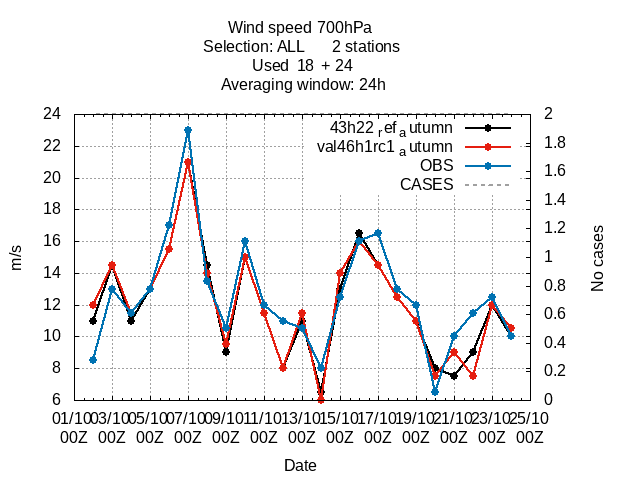 Wind speed 700hPa
Selection: ALL 2 stations
Used 18 + 24
Averaging window: 24h
43h22 r ef a utumn
val46h1rc1 a utumn
OBS
CASES
24
22
20
18
16
14
12
10
8
6
m/s
2
1.8
1.6
1.4
1.2
1
0.8
0.6
0.4
0.2
0
No cases
01/10 03/10 05/10 07/10 09/10 11/10 13/10 15/10 17/10 19/10 21/10 23/10 25/10
00Z 00Z 00Z 00Z 00Z 00Z 00Z 00Z 00Z 00Z 00Z 00Z 00Z
Date